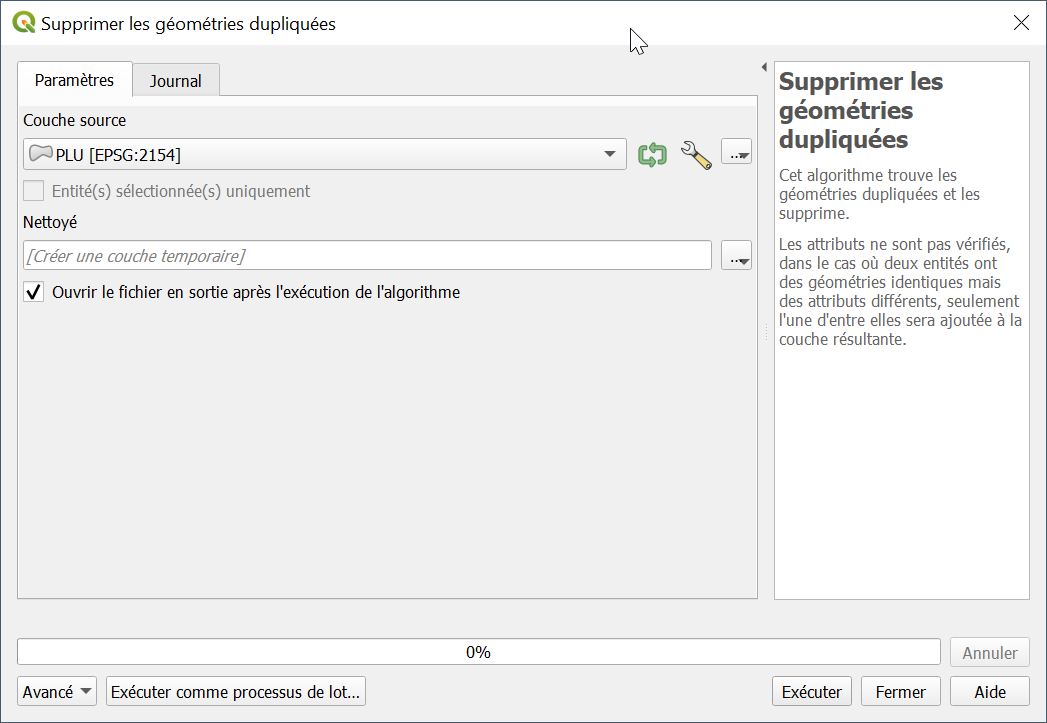 Supprimer les géométries dupliquées
Paramètres
Journal
Couche source
PLU [EPSG:2154]
...
Entité(s) sélectionnée(s) uniquement
Nettoyé
[Créer une couche temporaire]
...
Ouvrir le fichier en sortie après l'exécution de l'algorithme
Supprimer les
géométries
dupliquées
Cet algorithme trouve les
géométries dupliquées et les
supprime.
Les attributs ne sont pas vérifiés,
dans le cas où deux entités ont
des géométries identiques mais
des attributs différents, seulement
l'une d'entre elles sera ajoutée à la
couche résultante.
0%
Annuler
Avancé
Exécuter comme processus de lot...
Exécuter
Fermer
Aide